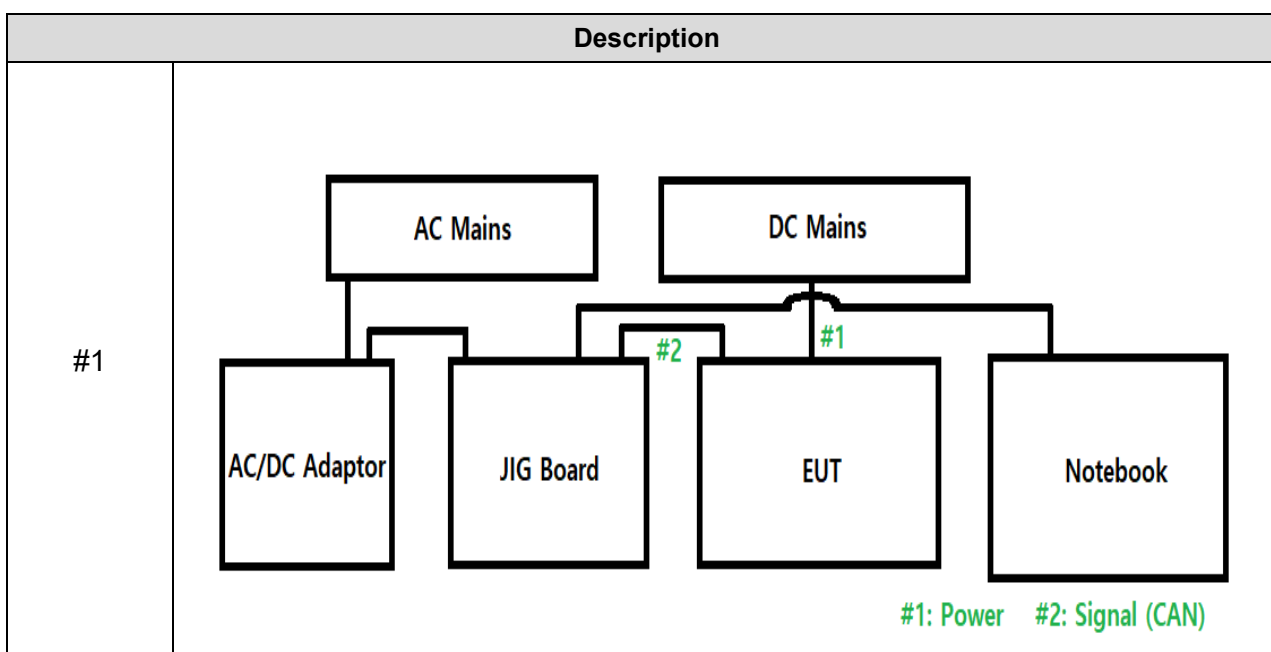 Description
#1
AC Mains
DC Mains
#2
#1
AC/DC Adaptor
JIG Board
EUT
Notebook
#1: Power #2: Signal (CAN)